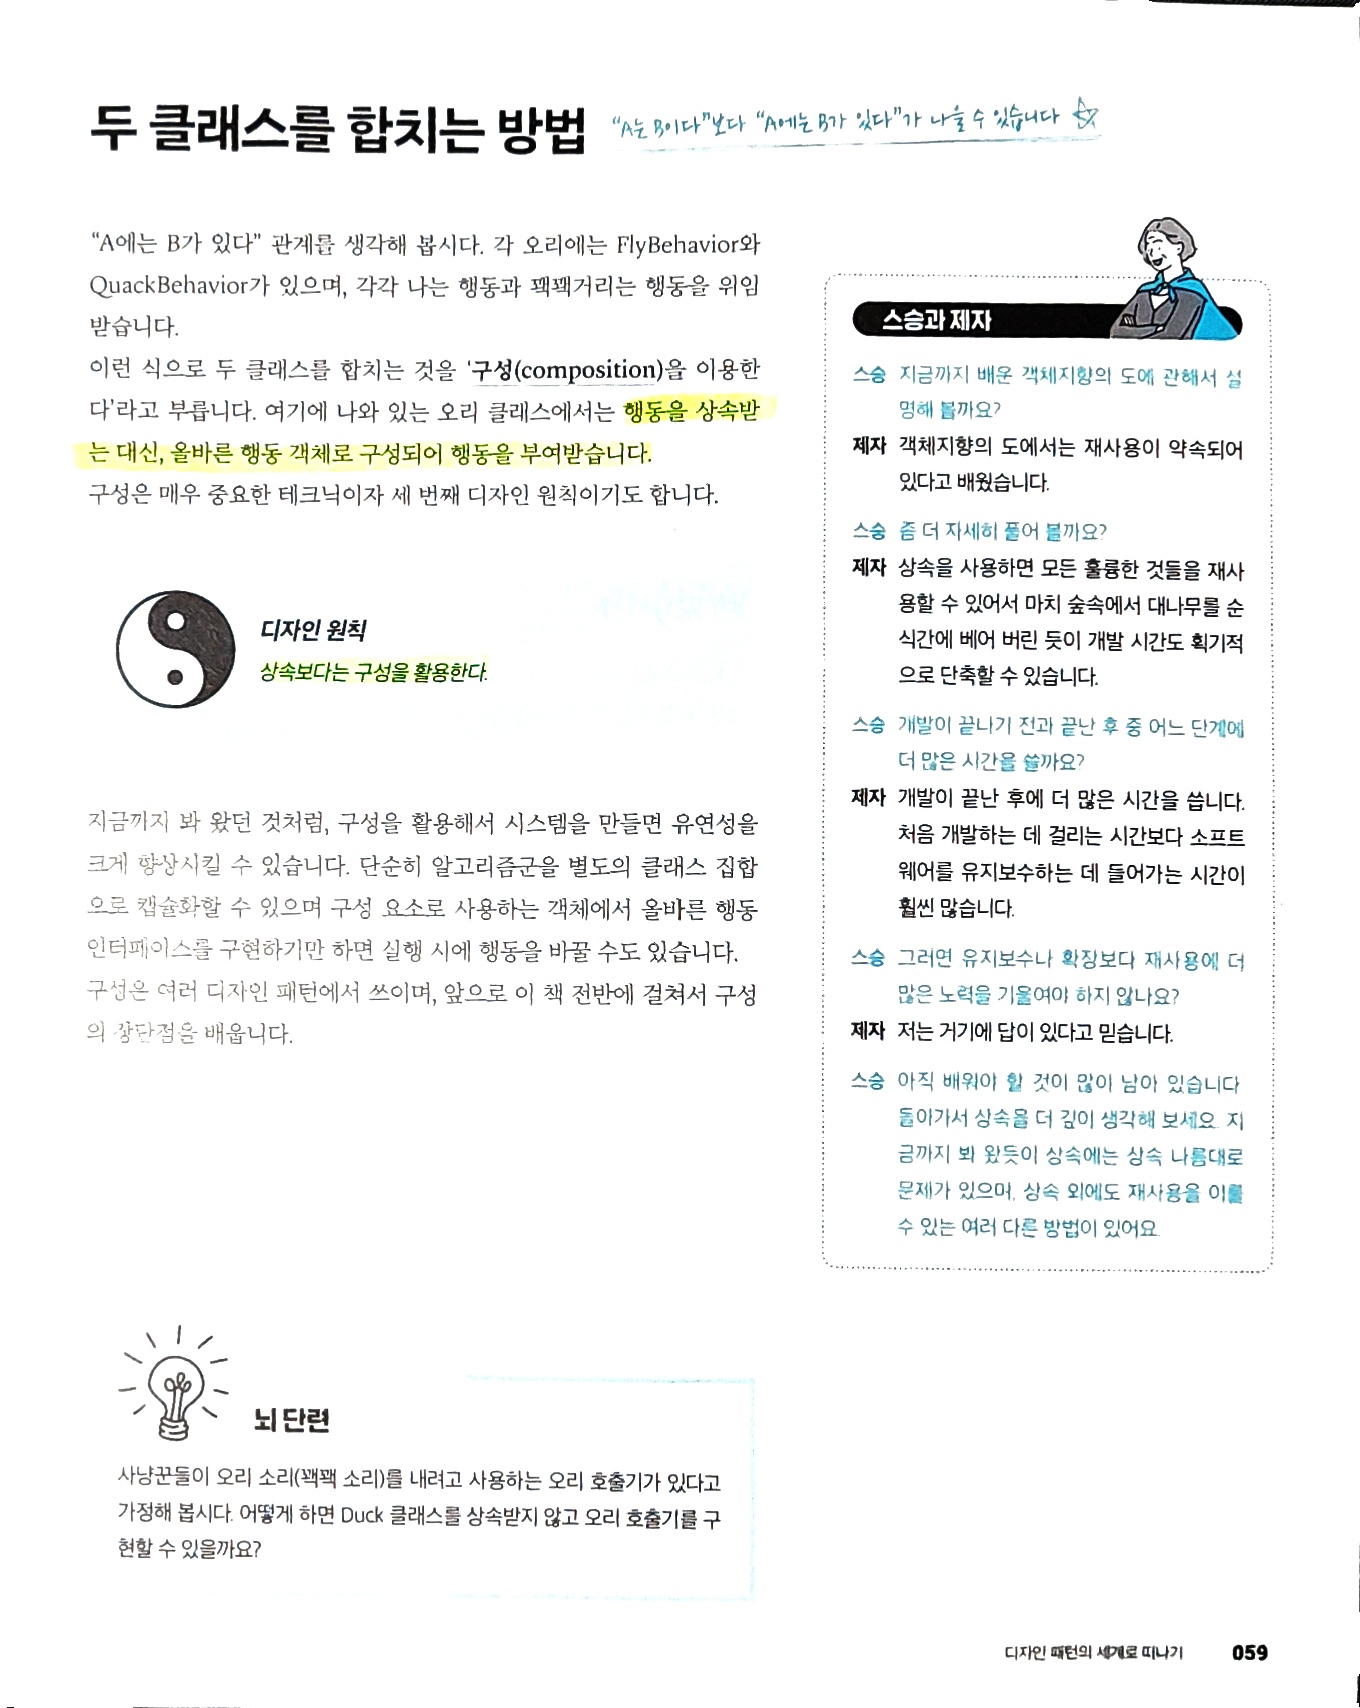 두 클래스를 합치는 방법
"A는 B이다"보다 "A에는 B가 있다"가 나을 수 있습니다
"A에는 B가 있다" 관계를 생각해 봅시다. 각 오리에는 FlyBehavior와
QuackBehavior가 있으며, 각각 나는 행동과 꽥꽥거리는 행동을 위임
받습니다.
이런 식으로 두 클래스를 합치는 것을 '구성(composition)을 이용한
다'라고 부릅니다. 여기에 나와 있는 오리 클래스에서는 행동을 상속받
는 대신, 올바른 행동 객체로 구성되어 행동을 부여받습니다.
구성은 매우 중요한 테크닉이자 세 번째 디자인 원칙이기도 합니다.
디자인 원칙
상속보다는 구성을 활용한다.
지금까지 봐 왔던 것처럼, 구성을 활용해서 시스템을 만들면 유연성을
크게 향상시킬 수 있습니다. 단순히 알고리즘군을 별도의 클래스 집합
으로 캡슐화할 수 있으며 구성 요소로 사용하는 객체에서 올바른 행동
인터페이스를 구현하기만 하면 실행 시에 행동을 바꿀 수도 있습니다.
구성은 여러 디자인 패턴에서 쓰이며, 앞으로 이 책 전반에 걸쳐서 구성
의 장단점을 배웁니다.
스승과 제자
스승 지금까지 배운 객체지향의 도에 관해서 설
명해 볼까요?
제자 객체지향의 도에서는 재사용이 약속되어
있다고 배웠습니다.
스승 좀 더 자세히 풀어 볼까요?
제자 상속을 사용하면 모든 훌륭한 것들을 재사
용할 수 있어서 마치 숲속에서 대나무를 순
식간에 베어 버린 듯이 개발 시간도 획기적
으로 단축할 수 있습니다.
스승 개발이 끝나기 전과 끝난 후 중 어느 단계에
더 많은 시간을 쓸까요?
제자 개발이 끝난 후에 더 많은 시간을 씁니다.
처음 개발하는 데 걸리는 시간보다 소프트
웨어를 유지보수하는 데 들어가는 시간이
훨씬 많습니다.
스승 그러면 유지보수나 확장보다 재사용에 더
많은 노력을 기울여야 하지 않나요?
제자 저는 거기에 답이 있다고 믿습니다.
스승 아직 배워야 할 것이 많이 남아 있습니다
돌아가서 상속을 더 깊이 생각해 보세요. 지
금까지 봐 왔듯이 상속에는 상속 나름대로
문제가 있으며, 상속 외에도 재사용을 이룰
수 있는 여러 다른 방법이 있어요
뇌 단련
사냥꾼들이 오리 소리(꽥꽥 소리)를 내려고 사용하는 오리 호출기가 있다고
가정해 봅시다. 어떻게 하면 Duck 클래스를 상속받지 않고 오리 호출기를 구
현할 수 있을까요?
디자인 패턴의 세계로 떠나기 059